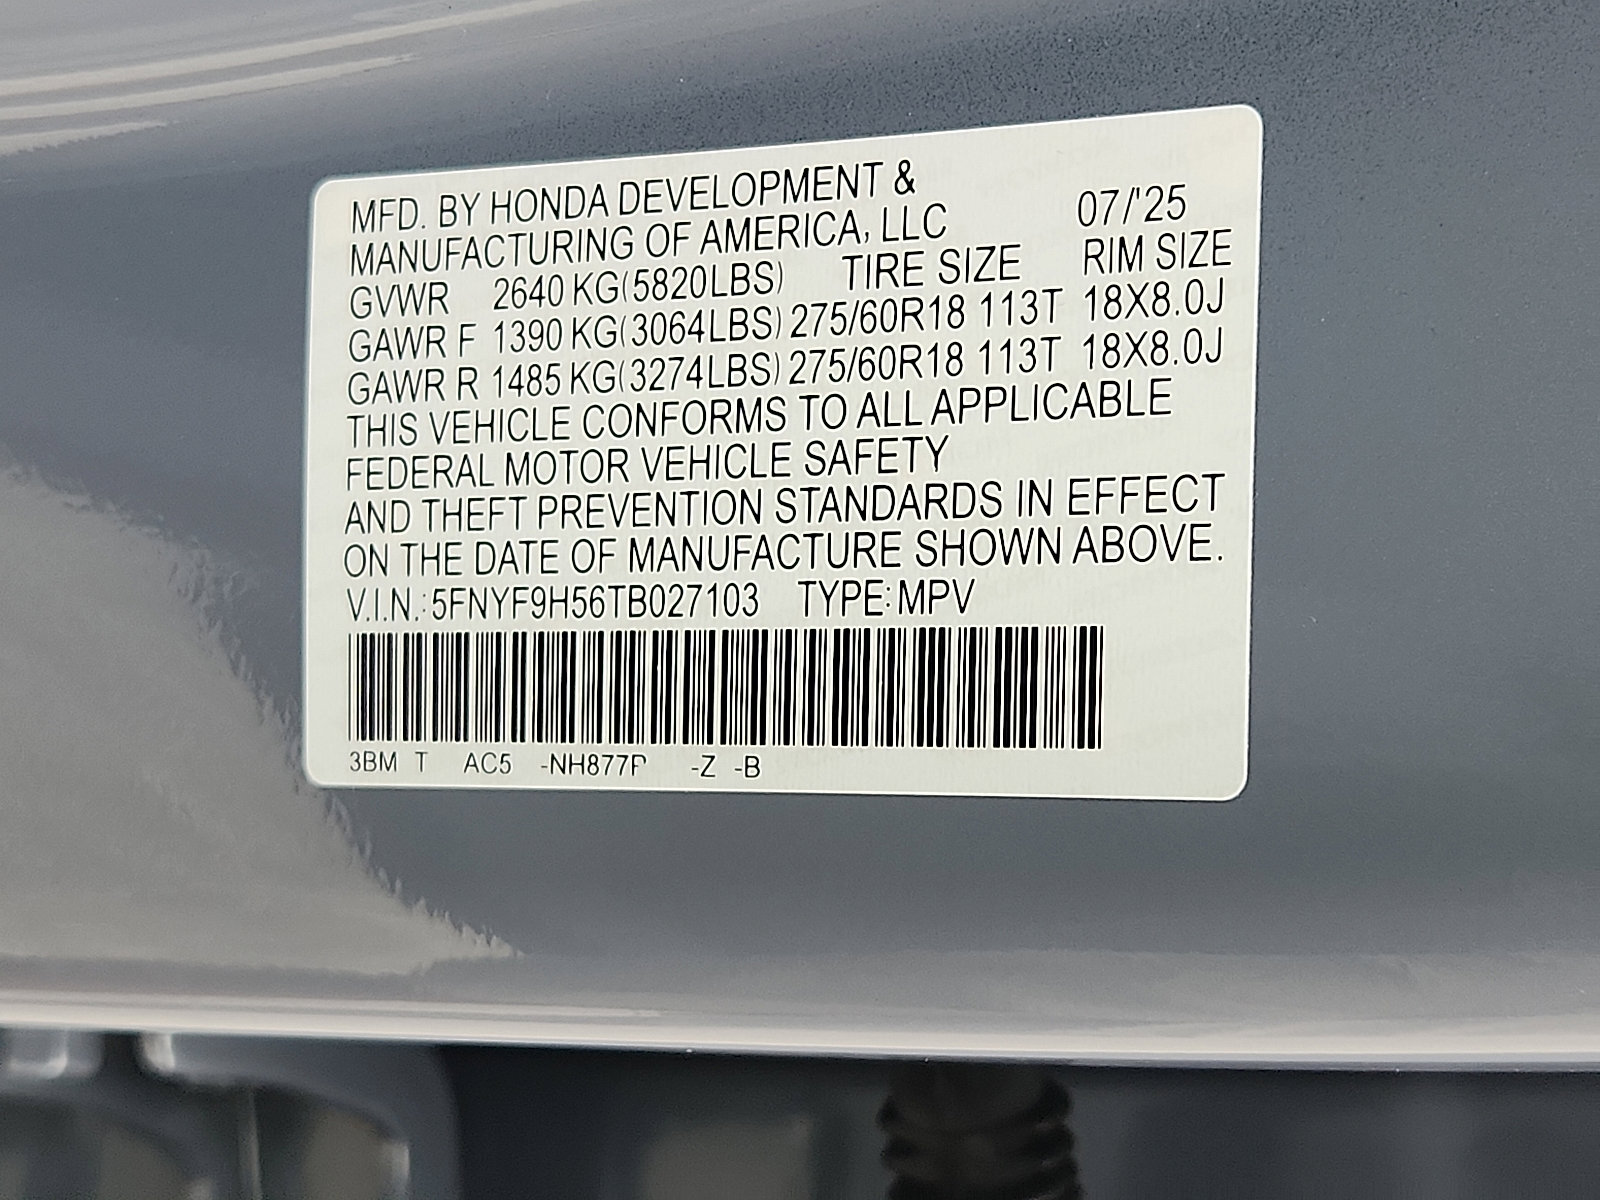 MFD. BY HONDA DEVELOPMENT &
MANUFACTURING OF AMERICA, LLC 07/'25
GVWR 2640 KG(5820LBS) TIRE SIZE RIM SIZE
GAWR F 1390 KG(3064LBS) 275/60R18 113T 18X8.0J
GAWR R 1485 KG(3274LBS) 275/60R18 113T 18X8.0J
THIS VEHICLE CONFORMS TO ALL APPLICABLE
FEDERAL MOTOR VEHICLE SAFETY
AND THEFT PREVENTION STANDARDS IN EFFECT
ON THE DATE OF MANUFACTURE SHOWN ABOVE.
V.I.N.: 5FNYF9H56TB027103 TYPE: MPV
3BM T AC5 -NH877P -Z -B